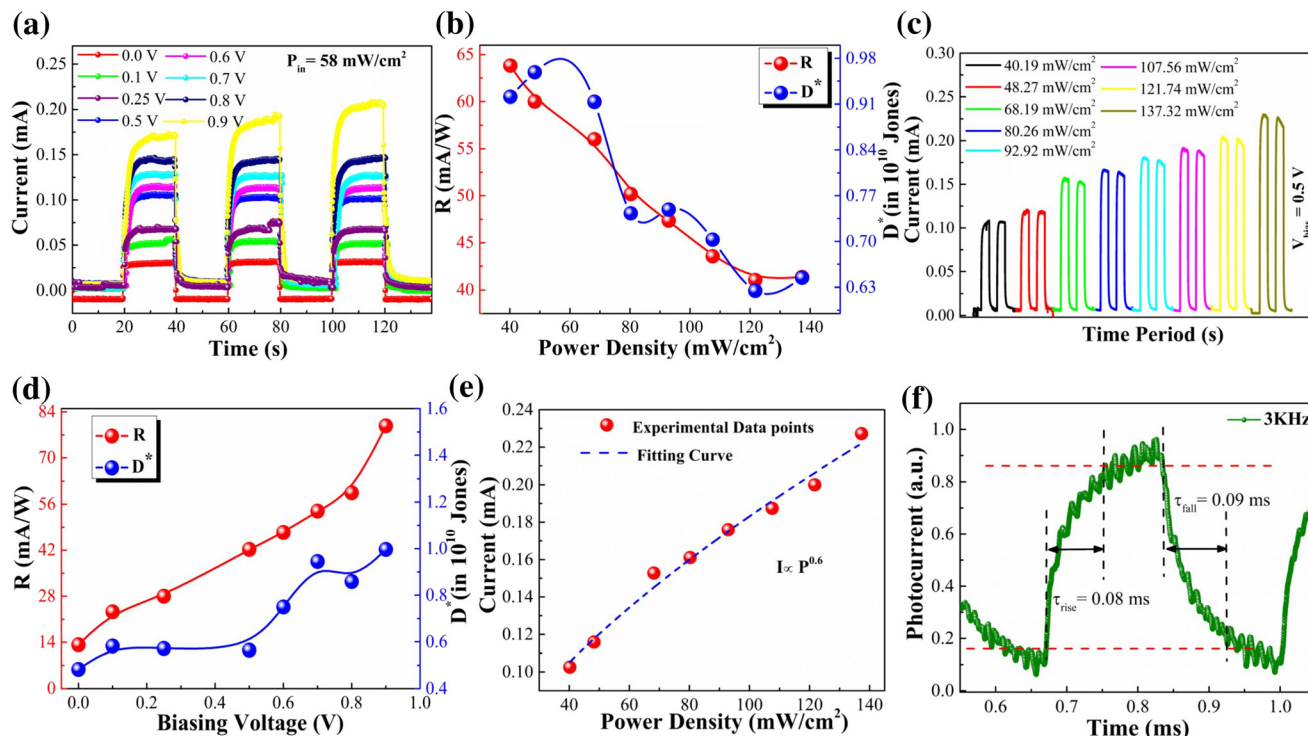 (a)
P_in = 58 mW/cm²
0.0 V 0.6 V
0.1 V 0.7 V
0.25 V 0.8 V
0.5 V 0.9 V
Current (mA)
0.25
0.20
0.15
0.10
0.05
0.00
0 20 40 60 80 100 120
Time (s)
(b)
R
D*
R (mA/W)
65
60
55
50
45
40
D* (in 10¹⁰ Jones)
0.98
0.91
0.84
0.77
0.70
0.63
40 60 80 100 120 140
Power Density (mW/cm²)
(c)
40.19 mW/cm² 107.56 mW/cm²
48.27 mW/cm² 121.74 mW/cm²
68.19 mW/cm² 137.32 mW/cm²
80.26 mW/cm²
92.92 mW/cm²
Current (mA)
0.30
0.25
0.20
0.15
0.10
0.05
0.00
V_bias = 0.5 V
Time Period (s)
(d)
R
D*
R (mA/W)
84
70
56
42
28
14
0
D* (in 10¹⁰ Jones)
1.6
1.4
1.2
1.0
0.8
0.6
0.4
0.0 0.2 0.4 0.6 0.8 1.0
Biasing Voltage (V)
(e)
Experimental Data points
Fitting Curve
I∝ P^0.6
Current (mA)
0.24
0.22
0.20
0.18
0.16
0.14
0.12
0.10
40 60 80 100 120 140
Power Density (mW/cm²)
(f)
3KHz
τ_fall = 0.09 ms
τ_rise = 0.08 ms
Photocurrent (a.u.)
1.0
0.8
0.6
0.4
0.2
0.0
0.6 0.7 0.8 0.9 1.0
Time (ms)